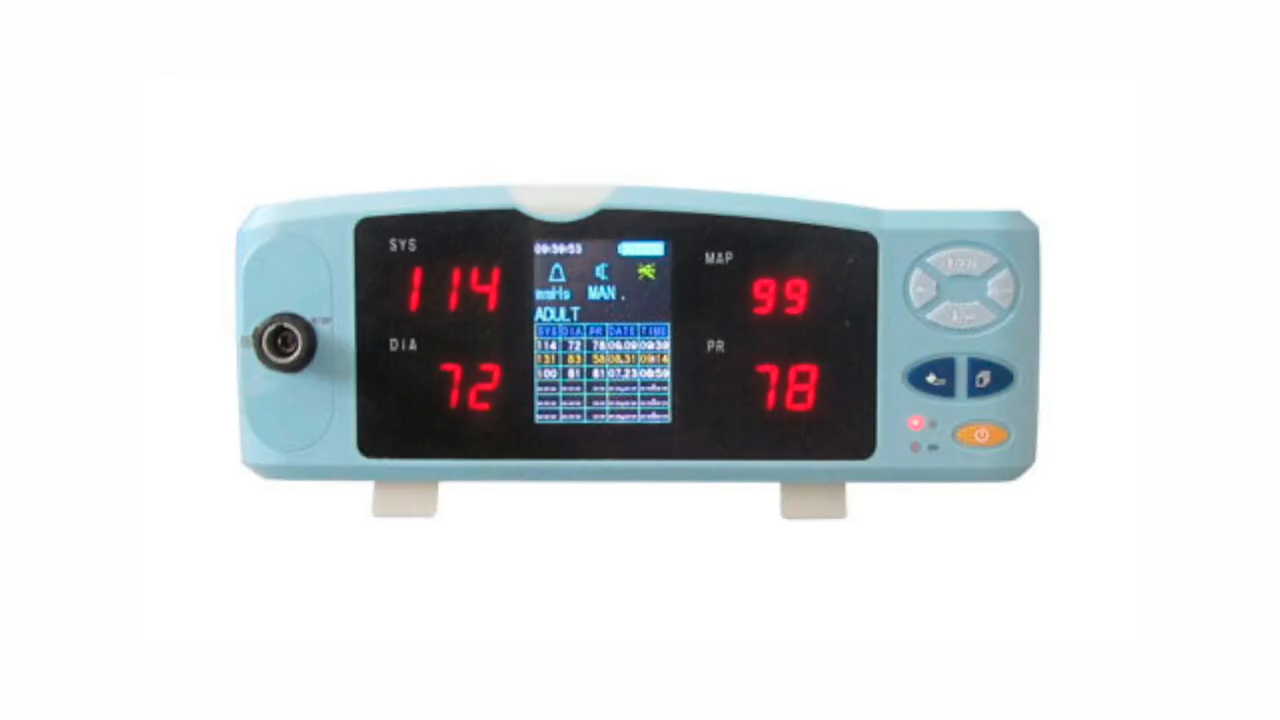 SYS
114
DIA
72
09:39:53
mmHg MAN.
ADULT
SYS DIA PR DATE TIME
114 72 78 09.09 09:39
131 83 58 08.31 09:14
100 61 61 07.23 08:59
MAP
99
PR
78